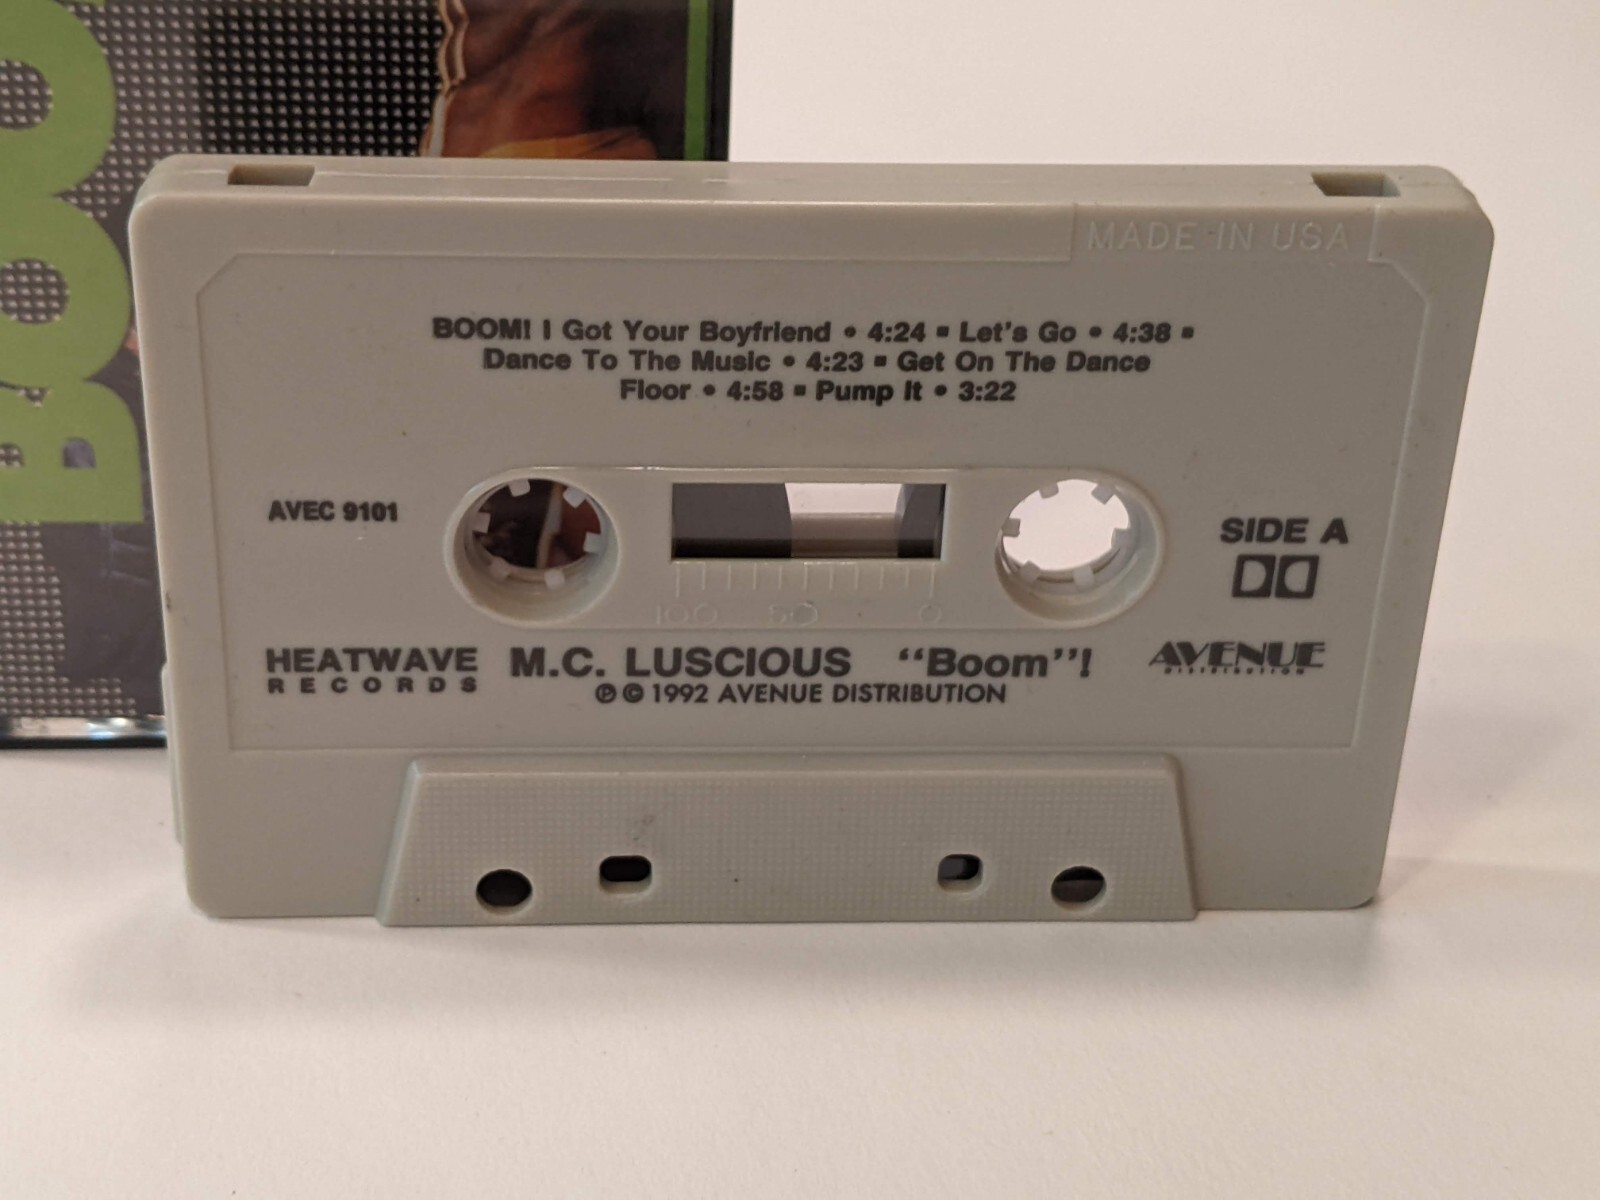 BOO
MADE IN USA
BOOM! I Got Your Boyfriend • 4:24 ▪ Let's Go • 4:38 ▪
Dance To The Music • 4:23 ▪ Get On The Dance
Floor • 4:58 ▪ Pump It • 3:22
AVEC 9101
SIDE A
100 50 0
HEATWAVE
RECORDS
M.C. LUSCIOUS "Boom"!
℗ © 1992 AVENUE DISTRIBUTION
AVENUE
DISTRIBUTION